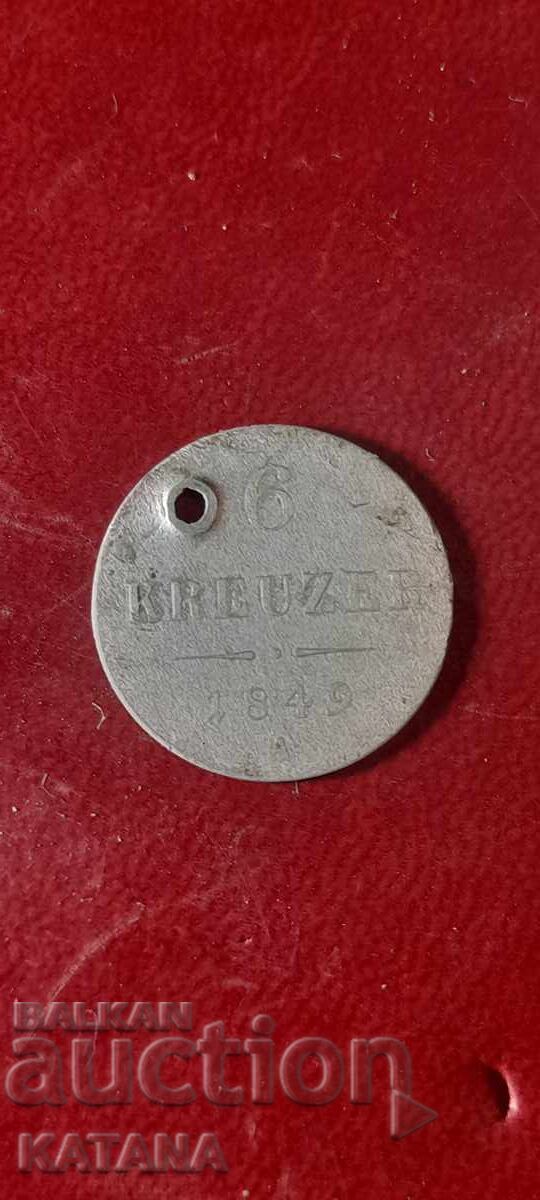 6
KREUZER
1849
A
BALKAN
auction
KATANA